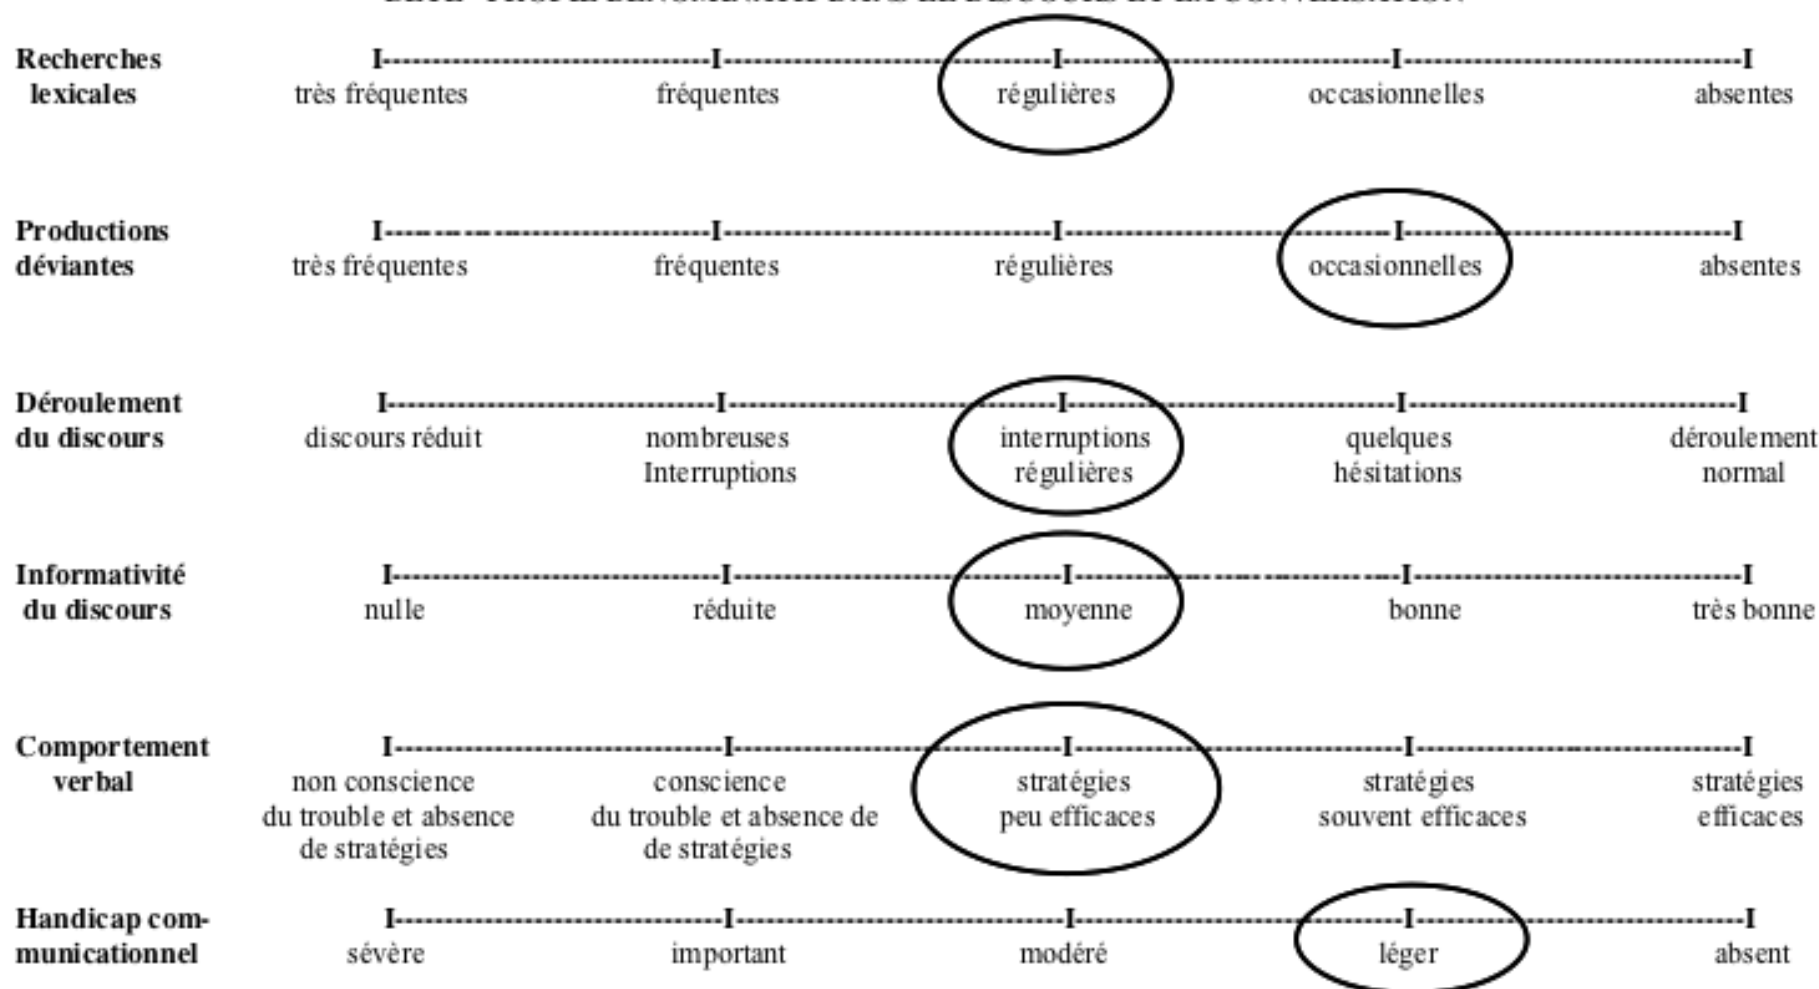 Recherches I---------------I---------------I---------------I---------------I
lexicales très fréquentes fréquentes régulières occasionnelles absentes
Productions I---------------I---------------I---------------I---------------I
déviantes très fréquentes fréquentes régulières occasionnelles absentes
Déroulement I---------------I---------------I---------------I---------------I
du discours discours réduit nombreuses interruptions quelques déroulement
Interruptions régulières hésitations normal
Informativité I---------------I---------------I---------------I---------------I
du discours nulle réduite moyenne bonne très bonne
Comportement I---------------I---------------I---------------I---------------I
verbal non conscience conscience stratégies stratégies stratégies
du trouble et absence du trouble et absence de peu efficaces souvent efficaces efficaces
de stratégies de stratégies
Handicap com- I---------------I---------------I---------------I---------------I
municationnel sévère important modéré léger absent